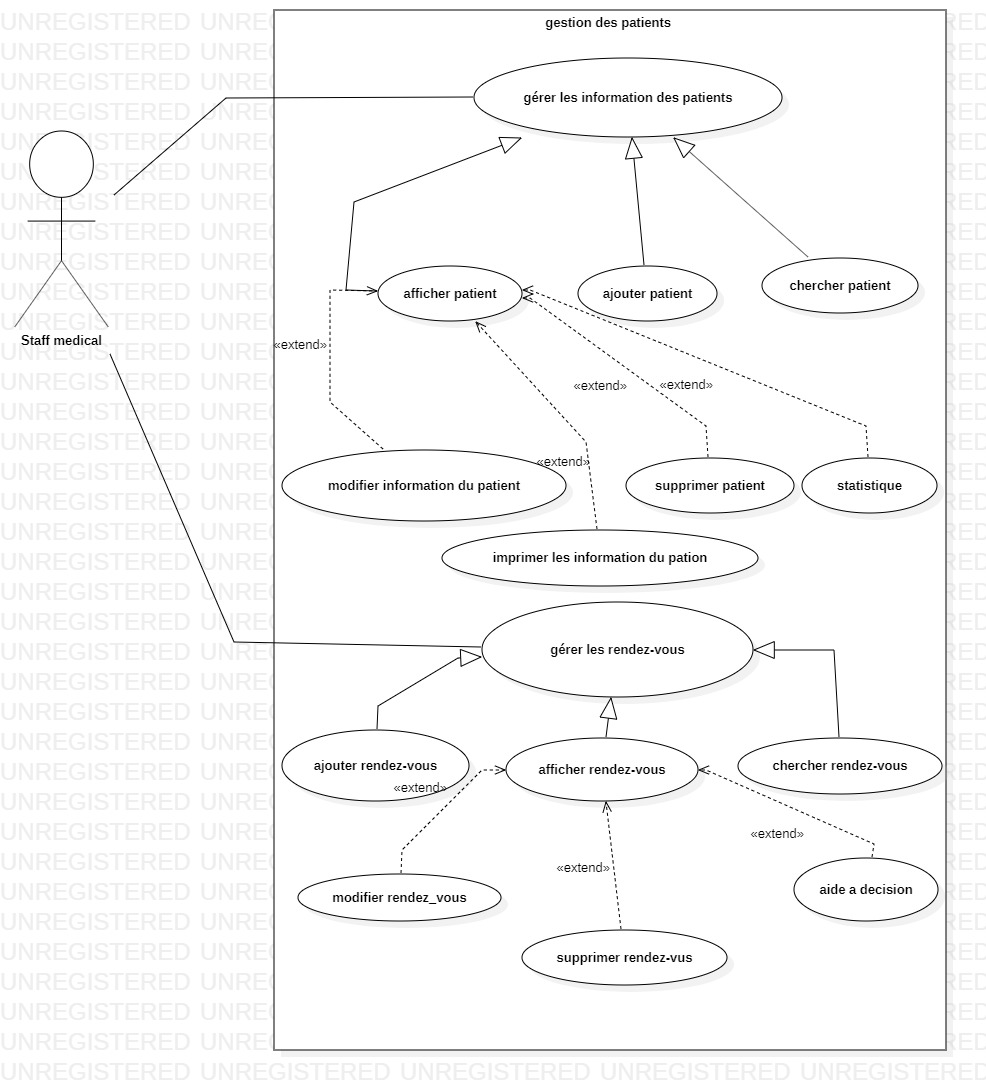 gestion des patients
gérer les information des patients
afficher patient
ajouter patient
chercher patient
Staff medical
«extend»
«extend»
«extend»
«extend»
modifier information du patient
supprimer patient
statistique
imprimer les information du pation
gérer les rendez-vous
ajouter rendez-vous
afficher rendez-vous
chercher rendez-vous
«extend»
«extend»
«extend»
modifier rendez_vous
aide a decision
supprimer rendez-vus
UNREGISTERED UNREGISTERED UNREGISTERED UNREGISTERED UNREGISTERED